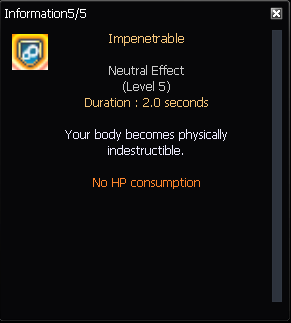 Information5/5
Impenetrable
Neutral Effect
(Level 5)
Duration : 2.0 seconds
Your body becomes physically
indestructible.
No HP consumption